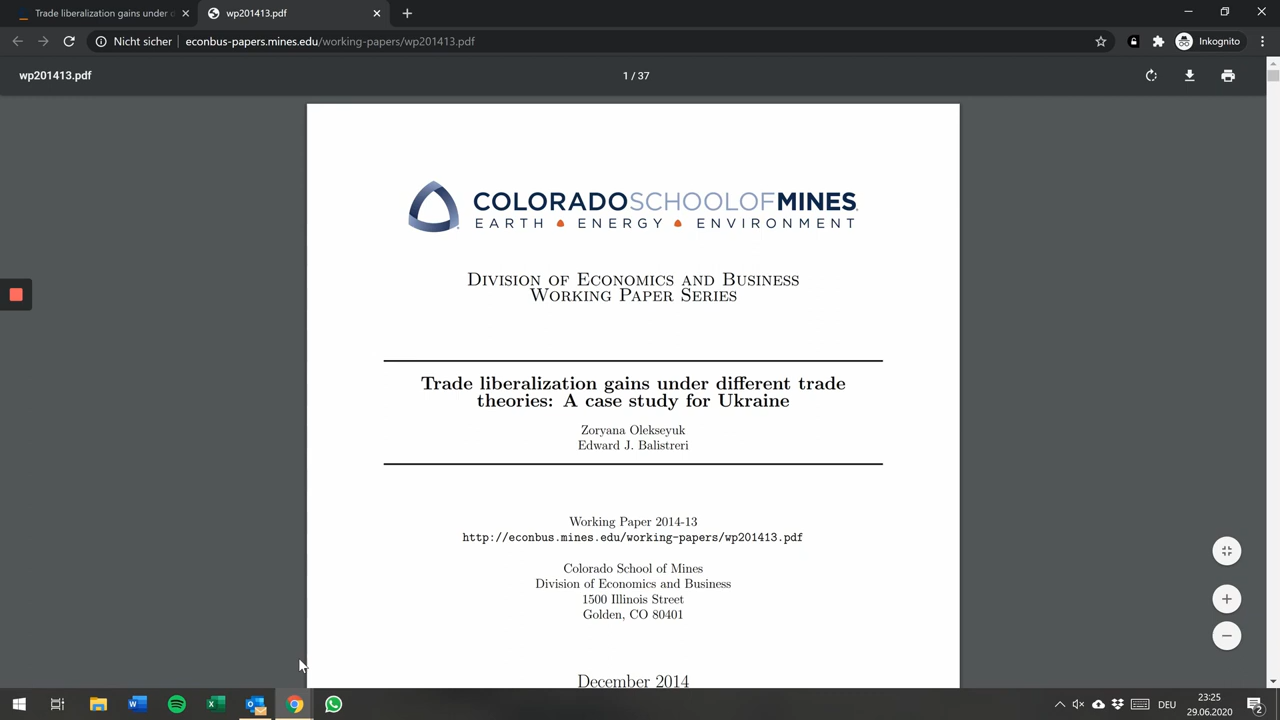 Trade liberalization gains under d
wp201413.pdf
Nicht sicher
econbus-papers.mines.edu/working-papers/wp201413.pdf
Inkognito
wp201413.pdf
1 / 37
COLORADOSCHOOLOFMINES
EARTH ENERGY ENVIRONMENT
Division of Economics and Business
Working Paper Series
Trade liberalization gains under different trade
theories: A case study for Ukraine
Zoryana Olekseyuk
Edward J. Balistreri
Working Paper 2014-13
http://econbus.mines.edu/working-papers/wp201413.pdf
Colorado School of Mines
Division of Economics and Business
1500 Illinois Street
Golden, CO 80401
December 2014
DEU
23:25
29.06.2020
2